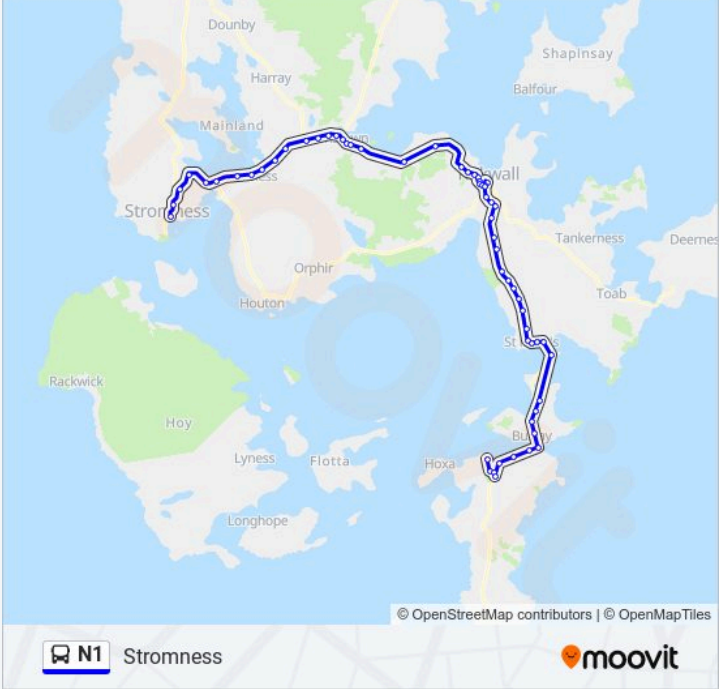 Dounby
Shapinsay
Harray
Balfour
Mainland
Stromness
Tankerness
Deernes
Orphir
Toab
Houton
Rackwick
Hoy
Lyness
Flotta
Hoxa
Longhope
© OpenStreetMap contributors | © OpenMapTiles
N1 Stromness
moovit